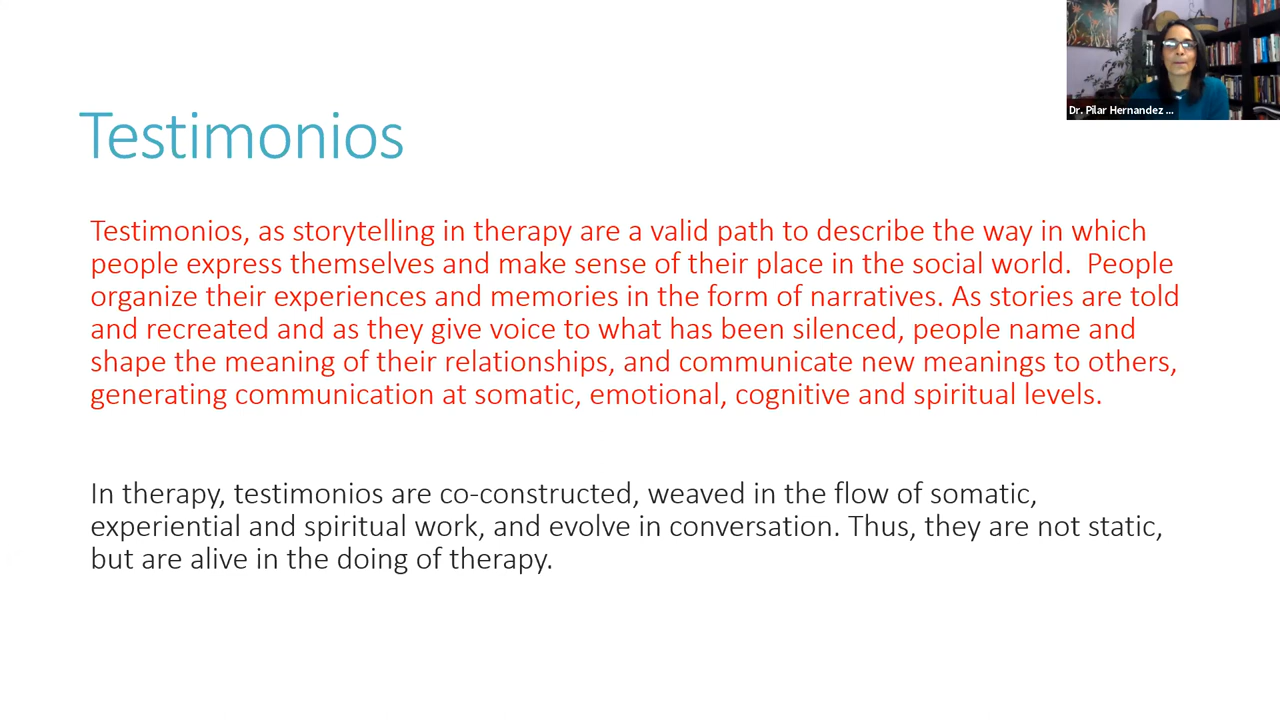 Dr. Pilar Hernandez ...
Testimonios
Testimonios, as storytelling in therapy are a valid path to describe the way in which
people express themselves and make sense of their place in the social world.  People
organize their experiences and memories in the form of narratives. As stories are told
and recreated and as they give voice to what has been silenced, people name and
shape the meaning of their relationships, and communicate new meanings to others,
generating communication at somatic, emotional, cognitive and spiritual levels.
In therapy, testimonios are co-constructed, weaved in the flow of somatic,
experiential and spiritual work, and evolve in conversation. Thus, they are not static,
but are alive in the doing of therapy.